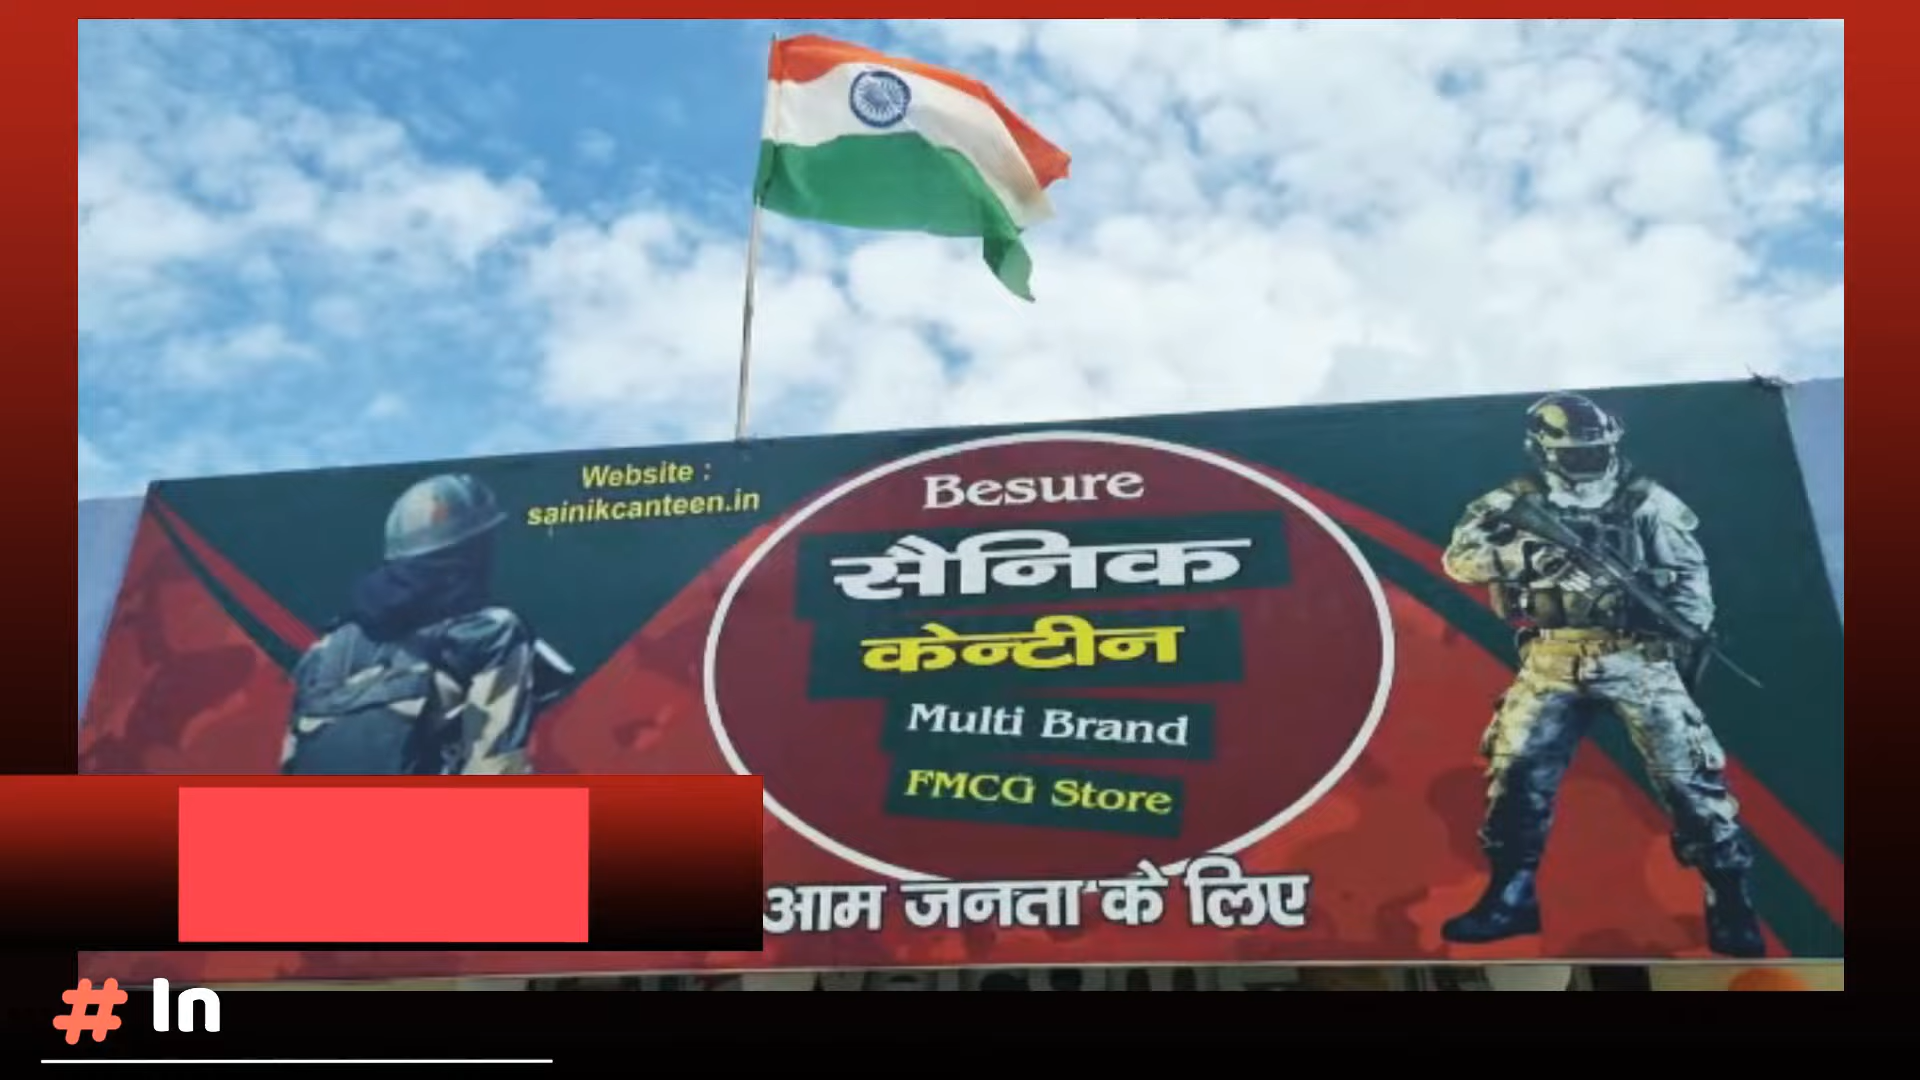 Website :
sainikcanteen.in
Besure
सैनिक
केन्टीन
Multi Brand
FMCG Store
आम जनता के लिए
# In